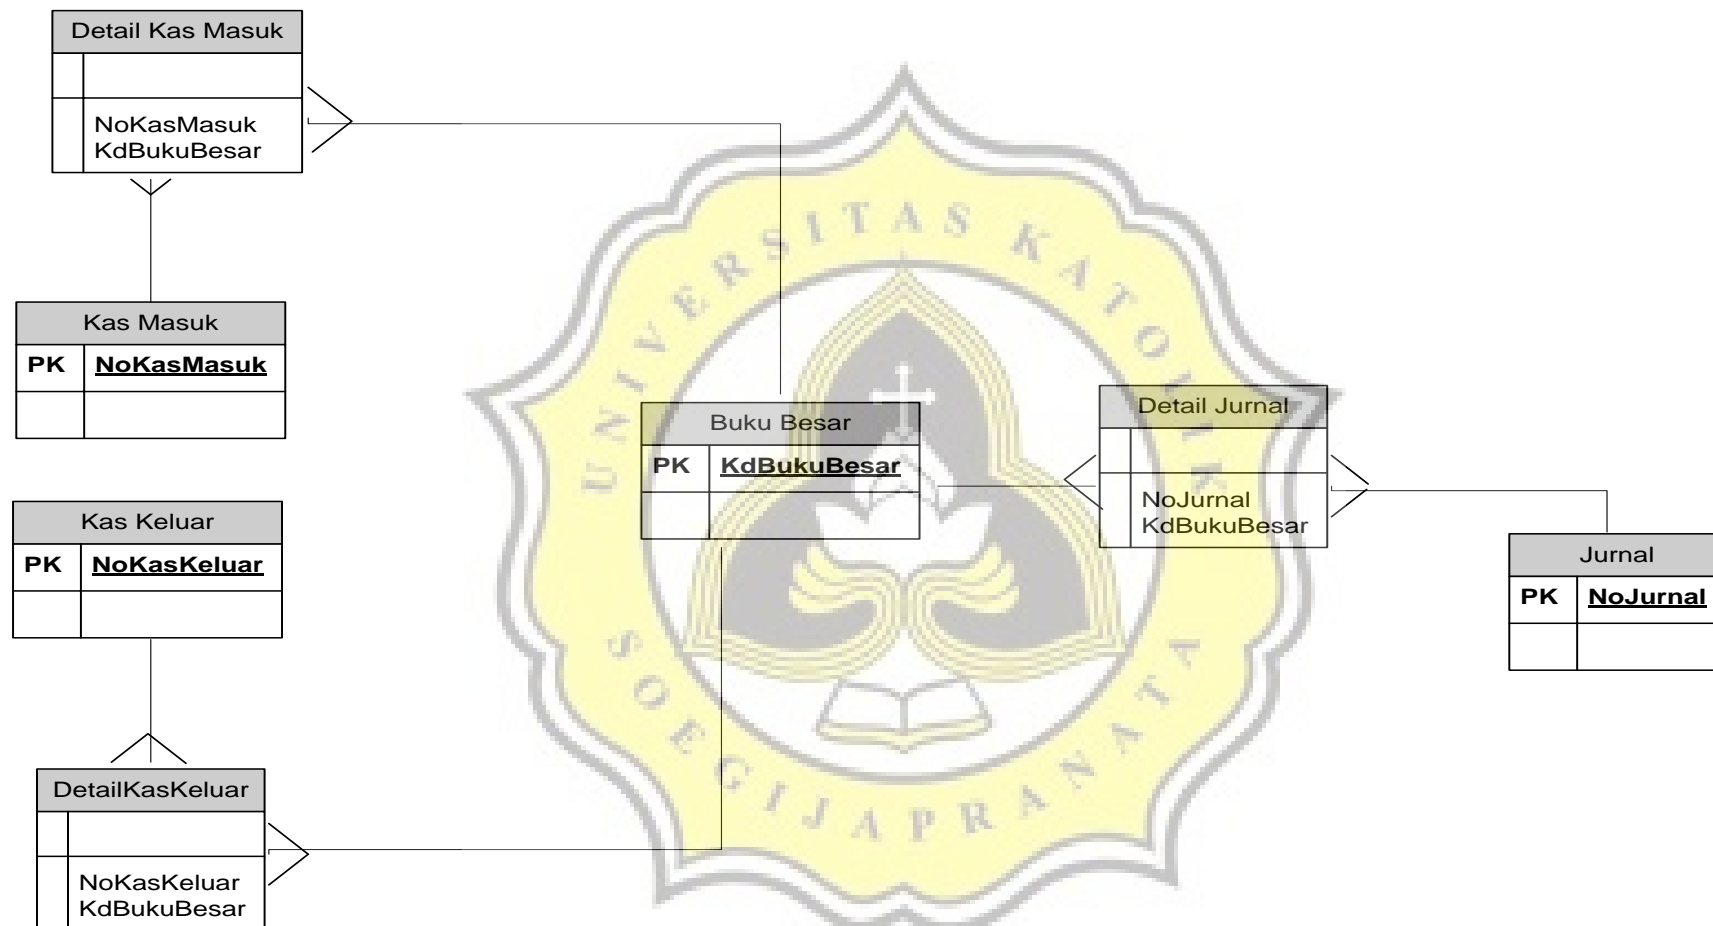 Detail Kas Masuk
NoKasMasuk
KdBukuBesar
Kas Masuk
PK NoKasMasuk
Kas Keluar
PK NoKasKeluar
DetailKasKeluar
NoKasKeluar
KdBukuBesar
Buku Besar
PK KdBukuBesar
Detail Jurnal
NoJurnal
KdBukuBesar
Jurnal
PK NoJurnal
UNIVERSITAS KATOLIK
SOEGIJAPRANATA